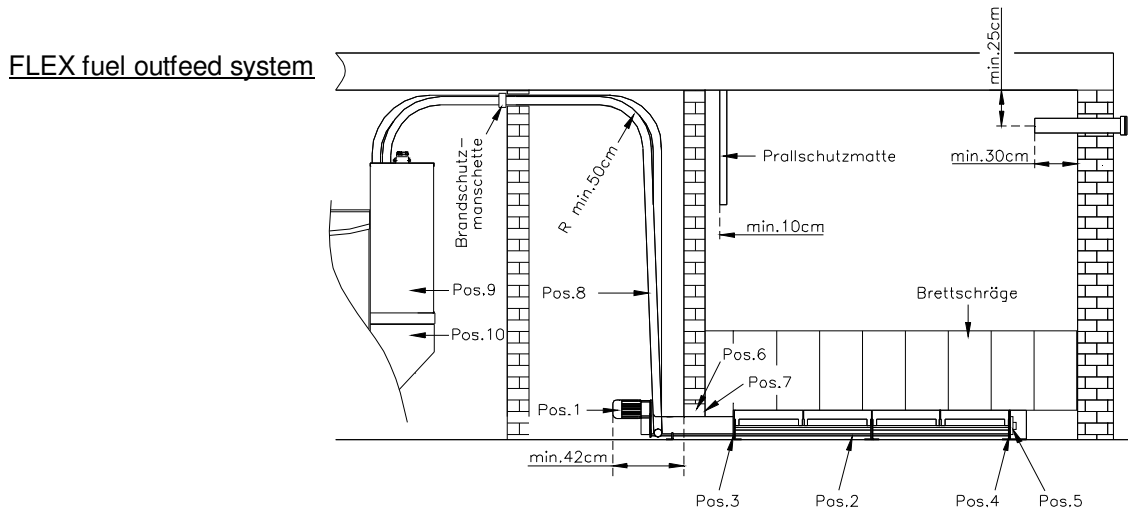 FLEX fuel outfeed system
min.25cm
Brandschutz-
manschette
R min.50cm
Prallschutzmatte
min.30cm
min.10cm
Pos.9
Pos.8
Brettschräge
Pos.10
Pos.6
Pos.7
Pos.1
min.42cm
Pos.3
Pos.2
Pos.4
Pos.5